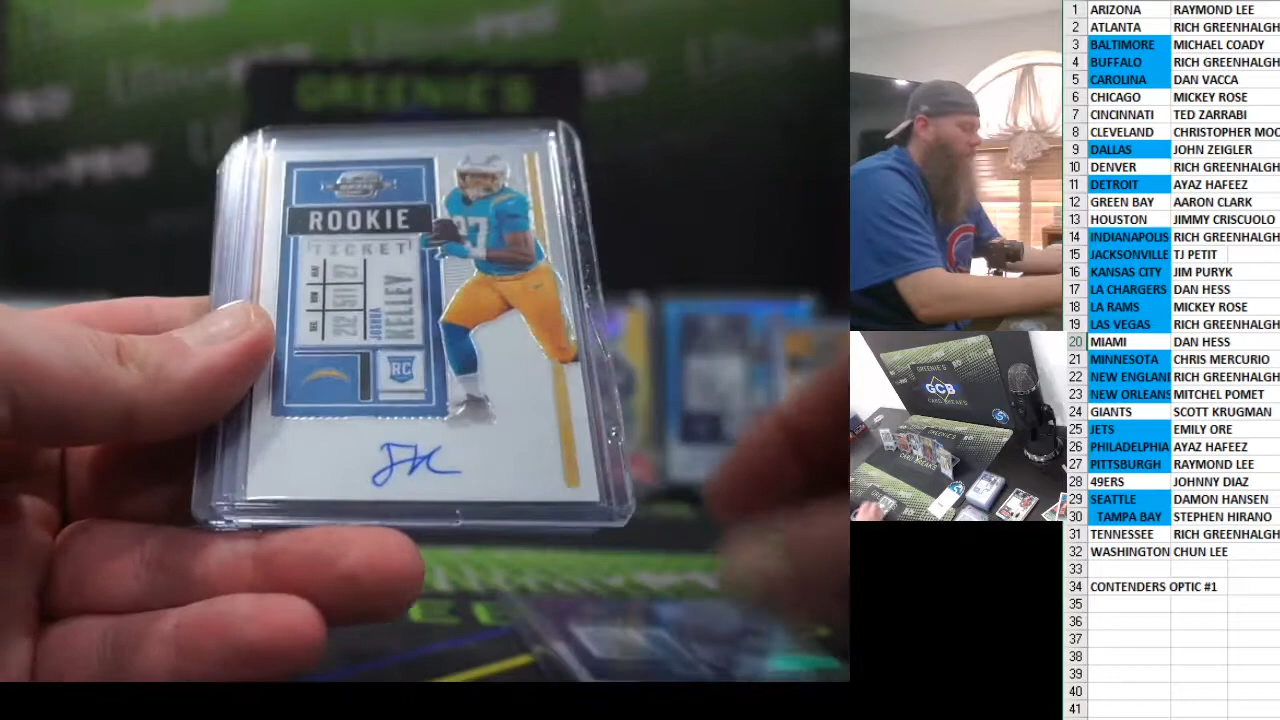 ROOKIE
TICKET
JOSHUA
KELLEY
RC
GREENIE'S
GCB
CARD BREAKS
GREENIE'S
CARD BREAKS
1 ARIZONA RAYMOND LEE
2 ATLANTA RICH GREENHALGH
3 BALTIMORE MICHAEL COADY
4 BUFFALO RICH GREENHALGH
5 CAROLINA DAN VACCA
6 CHICAGO MICKEY ROSE
7 CINCINNATI TED ZARRABI
8 CLEVELAND CHRISTOPHER MOO
9 DALLAS JOHN ZEIGLER
10 DENVER RICH GREENHALGH
11 DETROIT AYAZ HAFEEZ
12 GREEN BAY AARON CLARK
13 HOUSTON JIMMY CRISCUOLO
14 INDIANAPOLIS RICH GREENHALGH
15 JACKSONVILLE TJ PETIT
16 KANSAS CITY JIM PURYK
17 LA CHARGERS DAN HESS
18 LA RAMS MICKEY ROSE
19 LAS VEGAS RICH GREENHALGH
20 MIAMI DAN HESS
21 MINNESOTA CHRIS MERCURIO
22 NEW ENGLAND RICH GREENHALGH
23 NEW ORLEANS MITCHEL POMET
24 GIANTS SCOTT KRUGMAN
25 JETS EMILY ORE
26 PHILADELPHIA AYAZ HAFEEZ
27 PITTSBURGH RAYMOND LEE
28 49ERS JOHNNY DIAZ
29 SEATTLE DAMON HANSEN
30 TAMPA BAY STEPHEN HIRANO
31 TENNESSEE RICH GREENHALGH
32 WASHINGTON CHUN LEE
33
34 CONTENDERS OPTIC #1
35
36
37
38
39
40
41